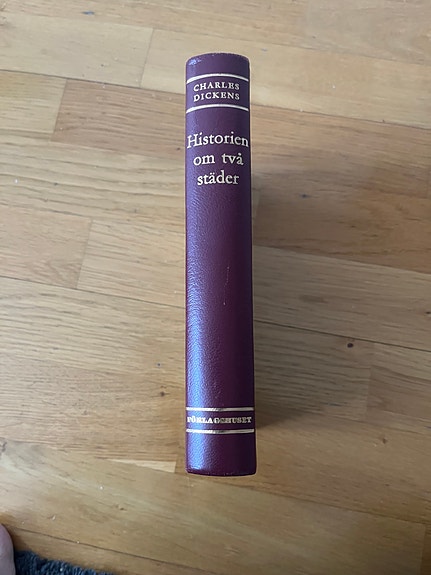 CHARLES
DICKENS
Historien
om två
städer
FÖRLAGSHUSET